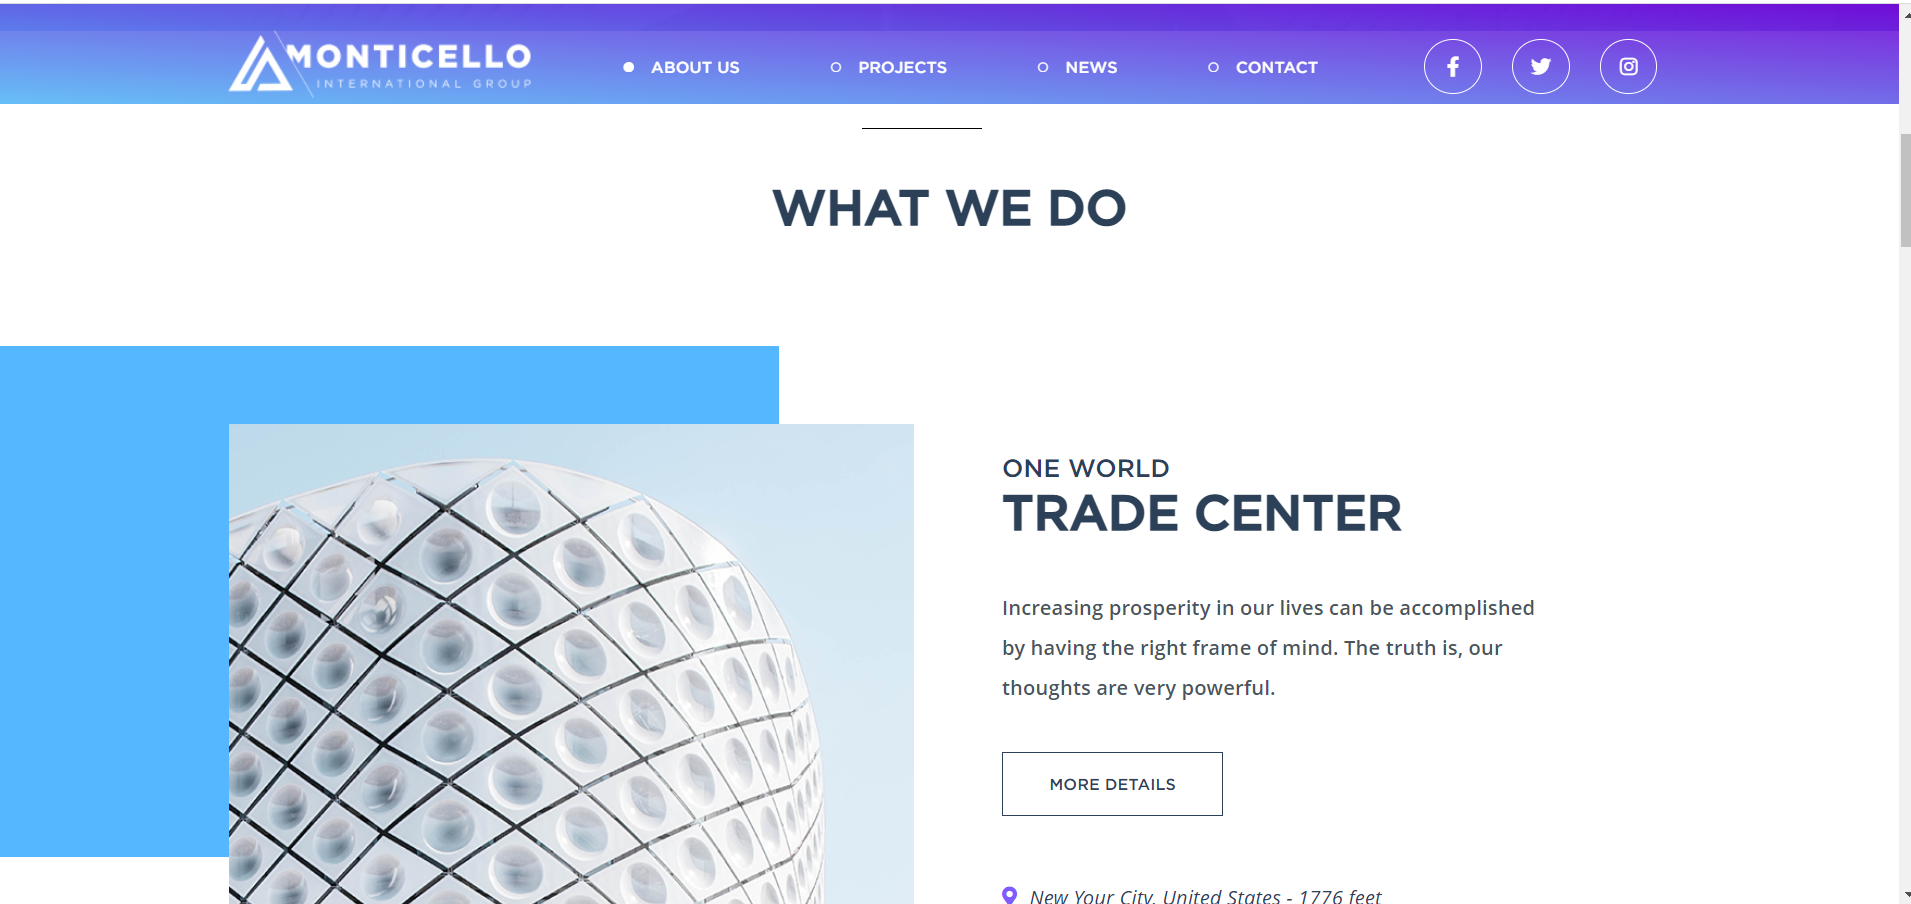 MONTICELLO
INTERNATIONAL GROUP
ABOUT US
PROJECTS
NEWS
CONTACT
WHAT WE DO
ONE WORLD
TRADE CENTER
Increasing prosperity in our lives can be accomplished
by having the right frame of mind. The truth is, our
thoughts are very powerful.
MORE DETAILS
New Your City, United States - 1776 feet